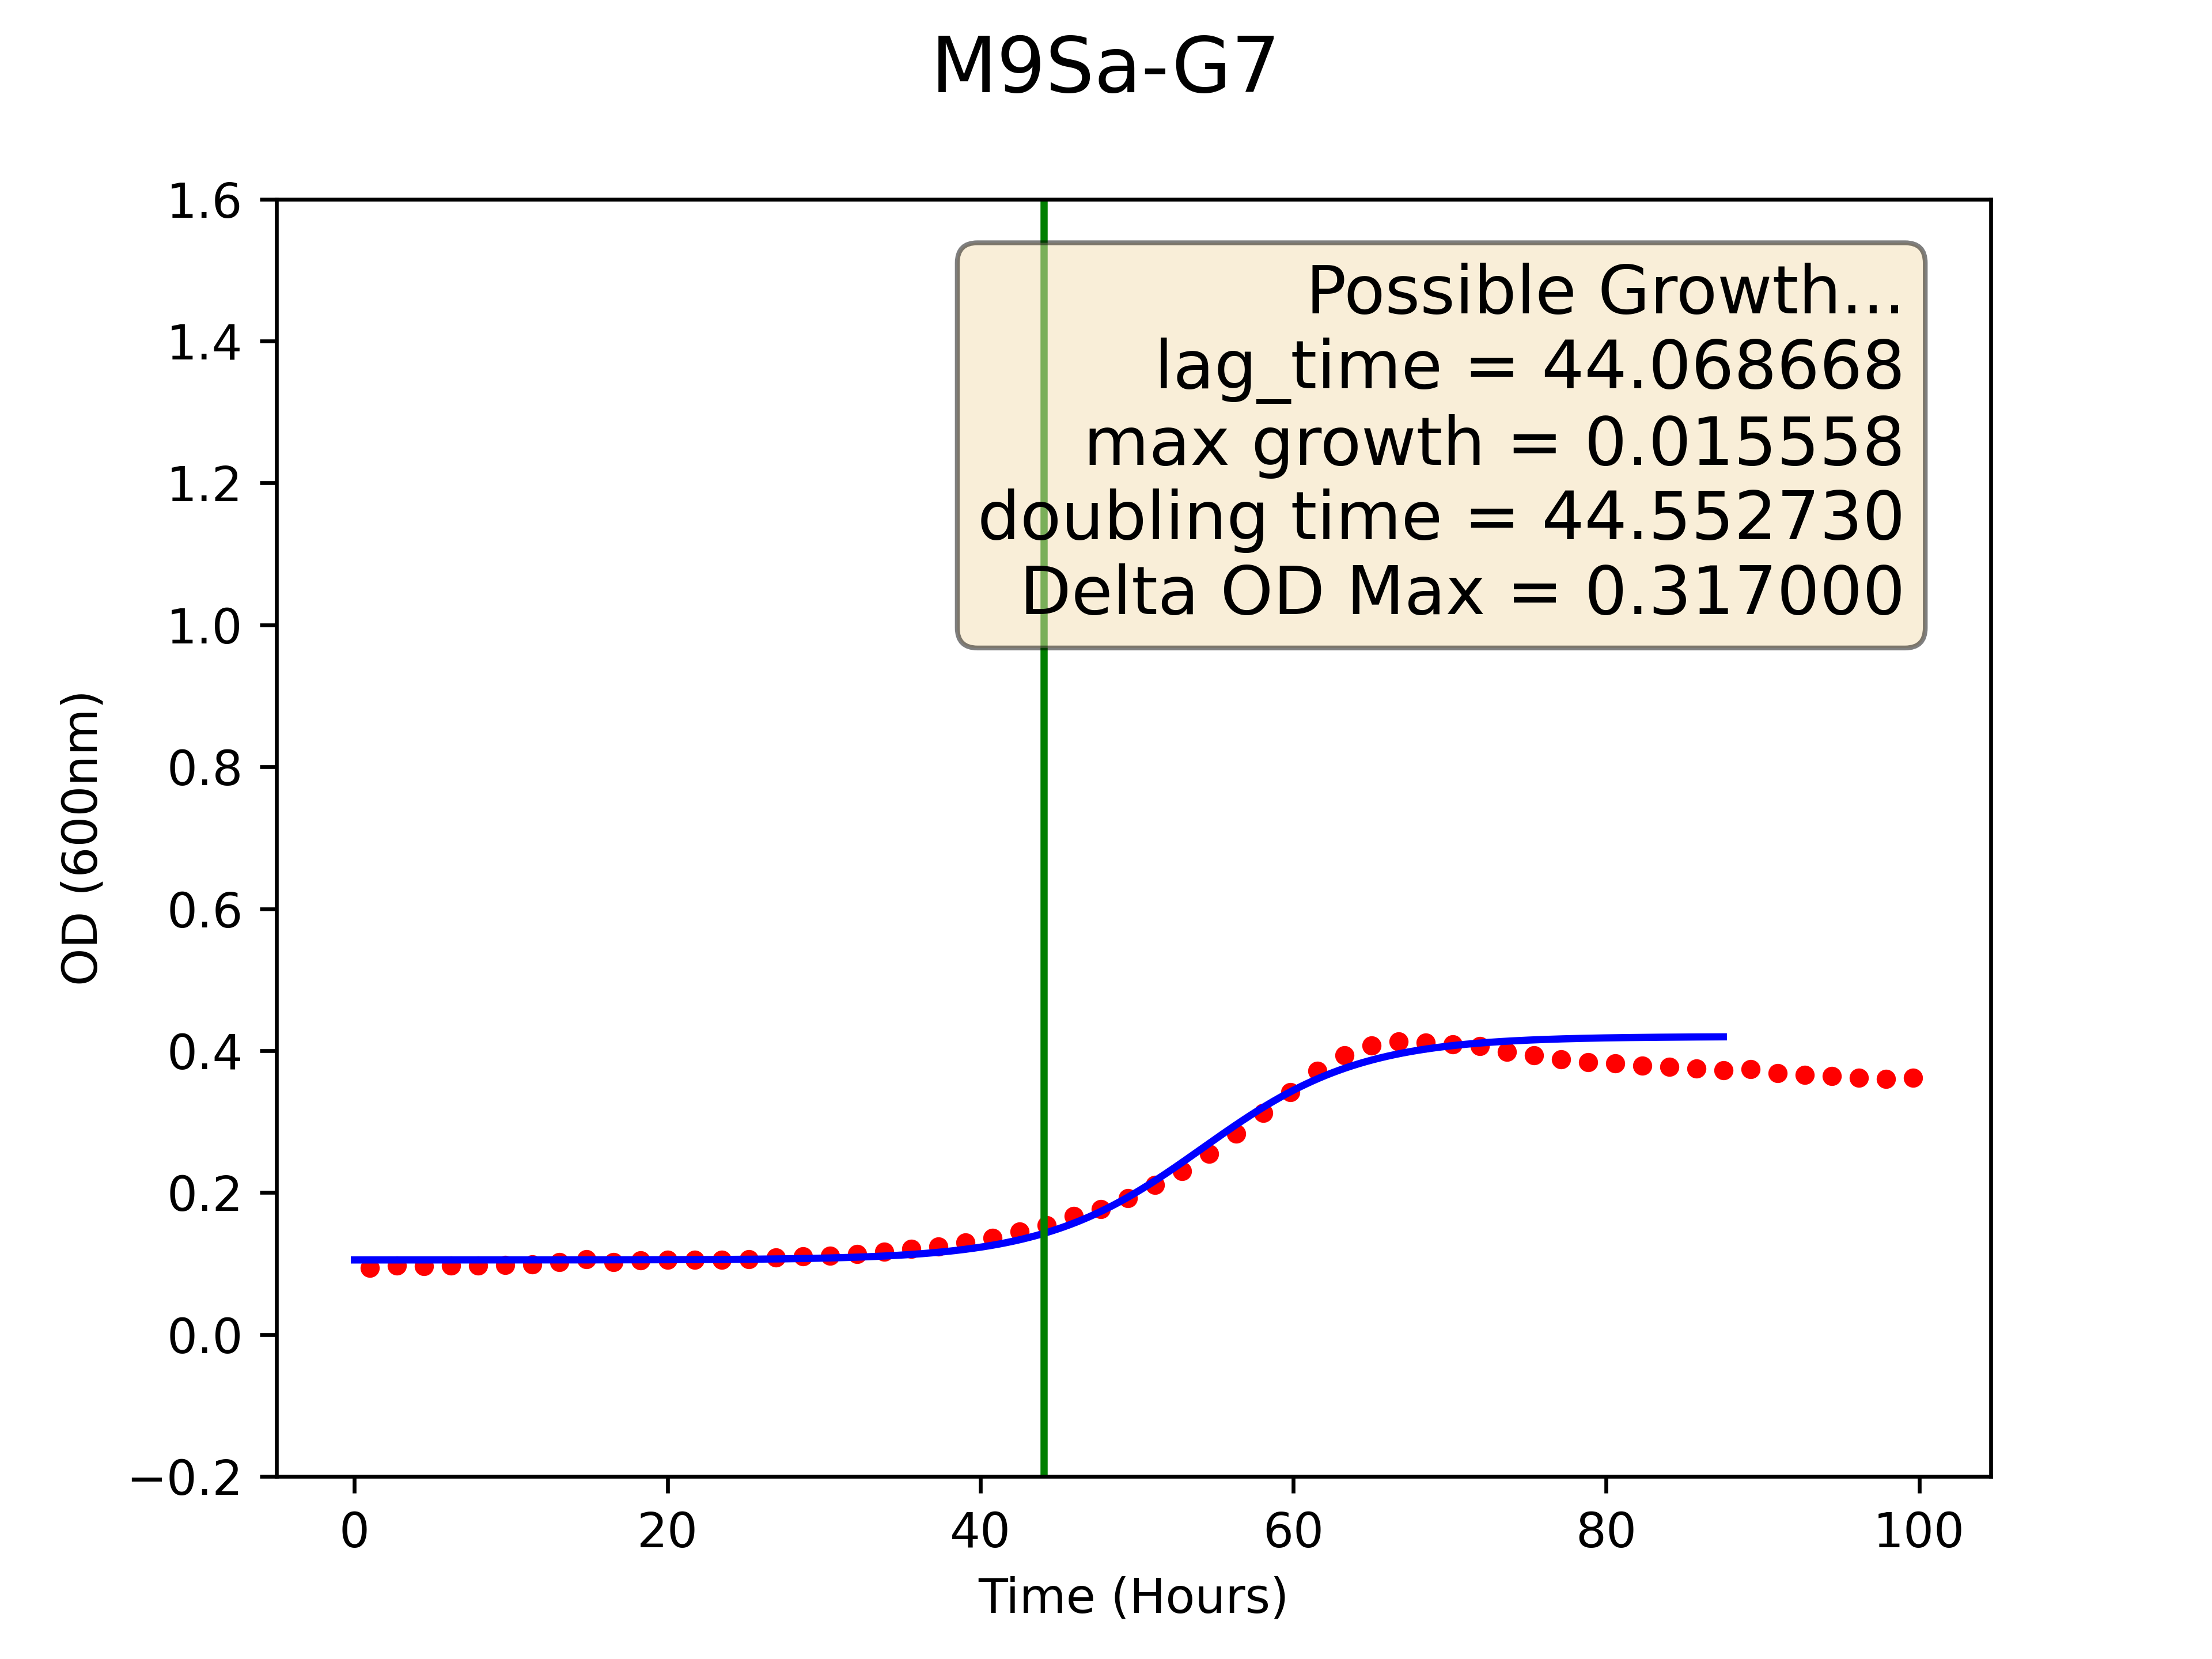 M9Sa-G7
1.6
1.4
1.2
1.0
0.8
0.6
0.4
0.2
0.0
−0.2
OD (600nm)
Possible Growth...
lag_time = 44.068668
max growth = 0.015558
doubling time = 44.552730
Delta OD Max = 0.317000
0 20 40 60 80 100
Time (Hours)